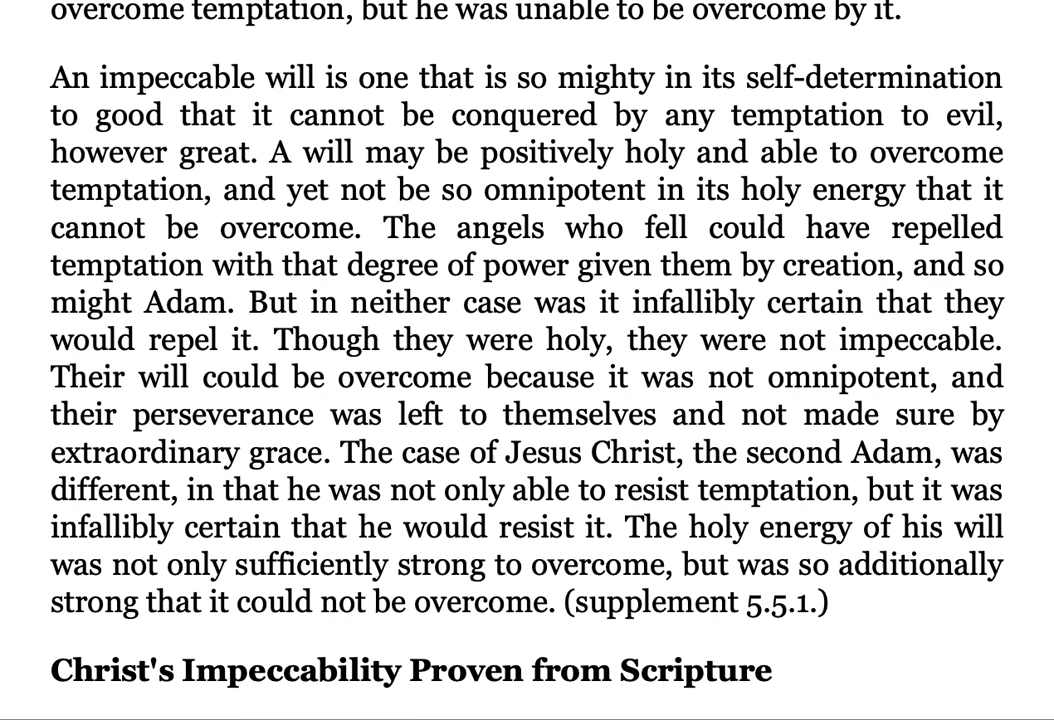 overcome temptation, but he was unable to be overcome by it.
An impeccable will is one that is so mighty in its self-determination
to good that it cannot be conquered by any temptation to evil,
however great. A will may be positively holy and able to overcome
temptation, and yet not be so omnipotent in its holy energy that it
cannot be overcome. The angels who fell could have repelled
temptation with that degree of power given them by creation, and so
might Adam. But in neither case was it infallibly certain that they
would repel it. Though they were holy, they were not impeccable.
Their will could be overcome because it was not omnipotent, and
their perseverance was left to themselves and not made sure by
extraordinary grace. The case of Jesus Christ, the second Adam, was
different, in that he was not only able to resist temptation, but it was
infallibly certain that he would resist it. The holy energy of his will
was not only sufficiently strong to overcome, but was so additionally
strong that it could not be overcome. (supplement 5.5.1.)
Christ's Impeccability Proven from Scripture